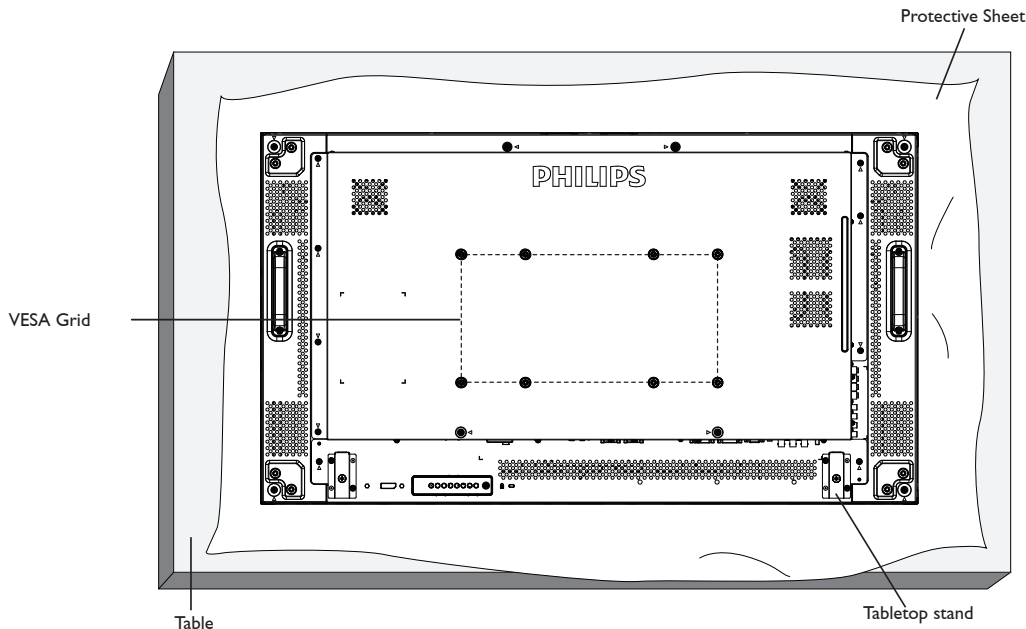 Protective Sheet
PHILIPS
VESA Grid
Tabletop stand
Table